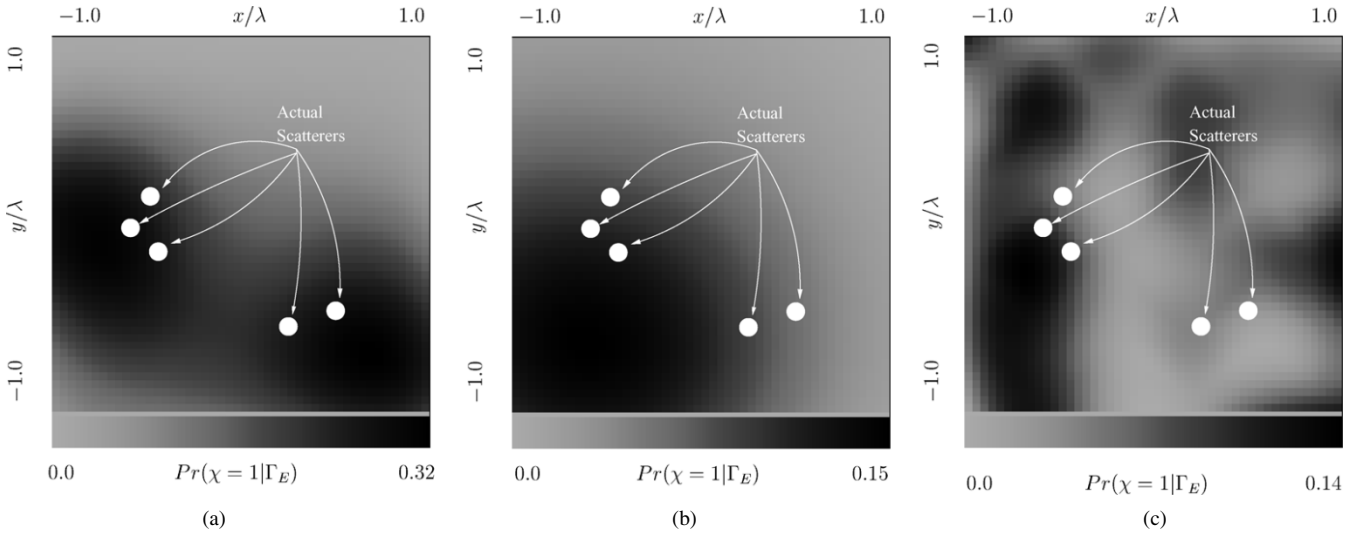 −1.0 x/λ 1.0
1.0
y/λ
−1.0
Actual
Scatterers
0.0 Pr(χ = 1|Γ_E) 0.32
(a)
−1.0 x/λ 1.0
1.0
y/λ
−1.0
Actual
Scatterers
0.0 Pr(χ = 1|Γ_E) 0.15
(b)
−1.0 x/λ 1.0
1.0
y/λ
−1.0
Actual
Scatterers
0.0 Pr(χ = 1|Γ_E) 0.14
(c)